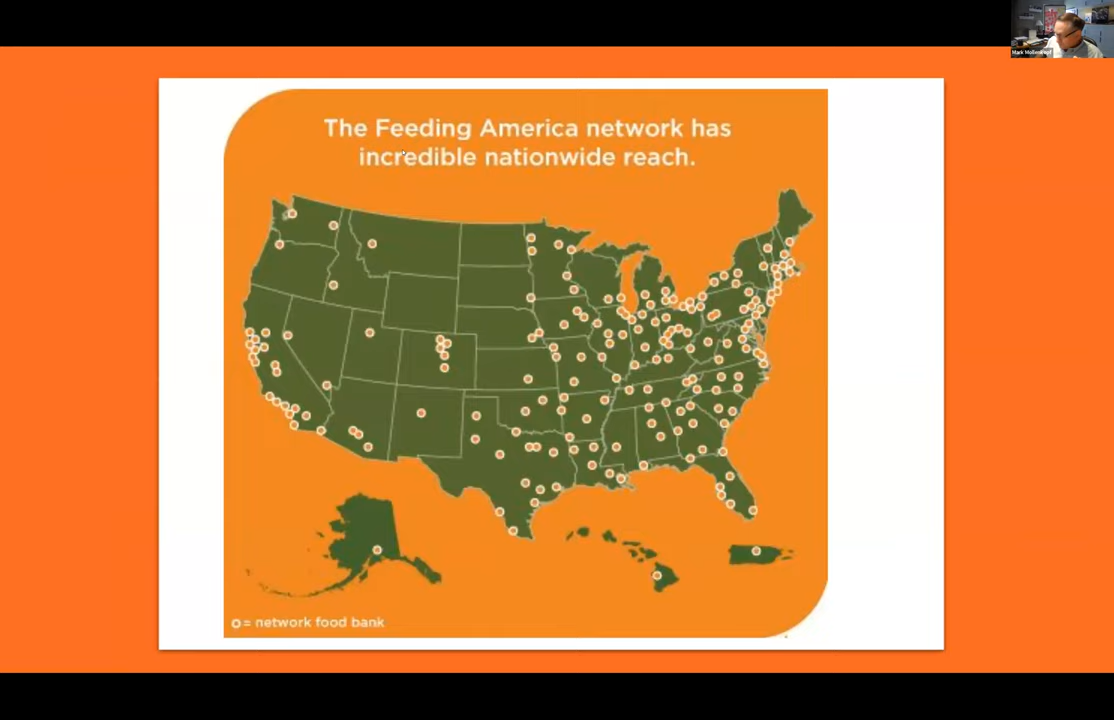 The Feeding America network has
incredible nationwide reach.
= network food bank